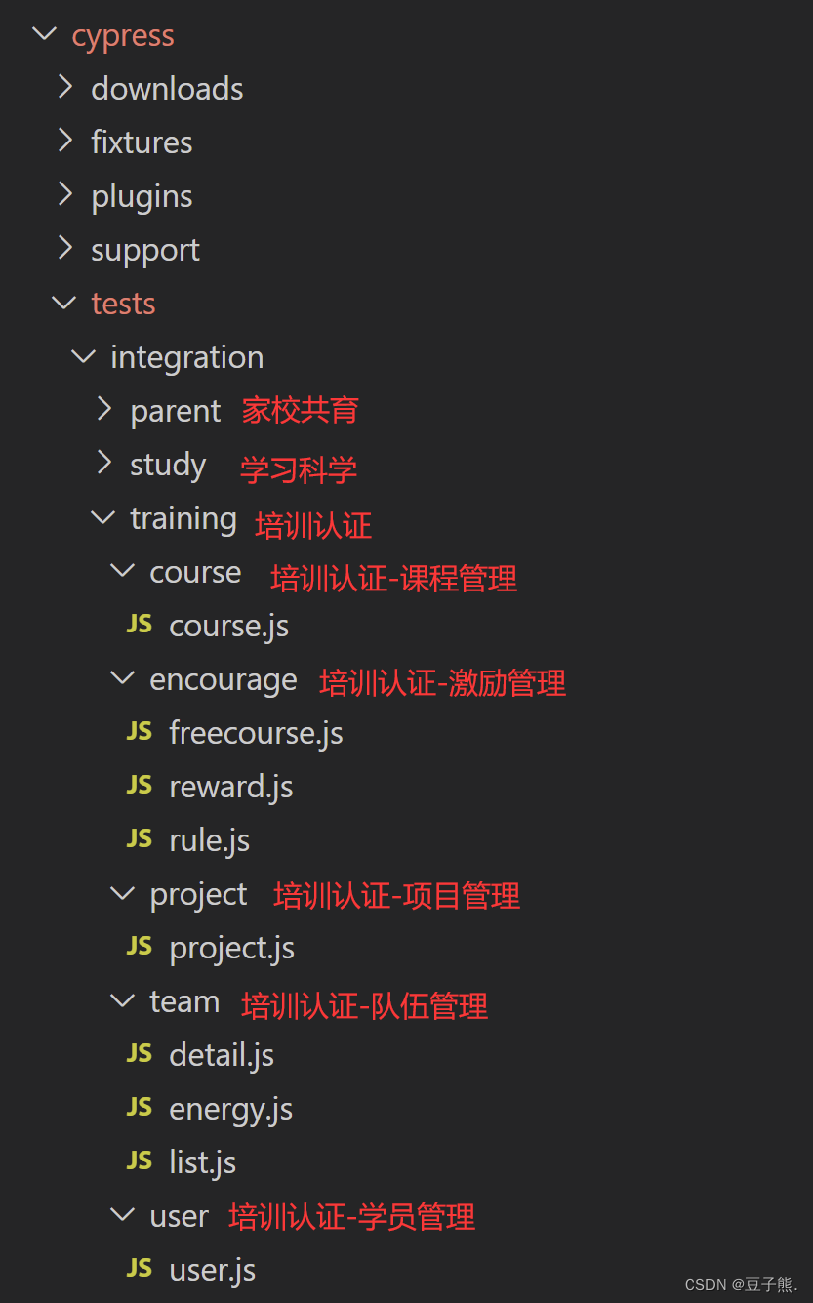 cypress
downloads
fixtures
plugins
support
tests
integration
parent 家校共育
study 学习科学
training 培训认证
course 培训认证-课程管理
JS course.js
encourage 培训认证-激励管理
JS freecourse.js
JS reward.js
JS rule.js
project 培训认证-项目管理
JS project.js
team 培训认证-队伍管理
JS detail.js
JS energy.js
JS list.js
user 培训认证-学员管理
JS user.js
CSDN @豆子熊.